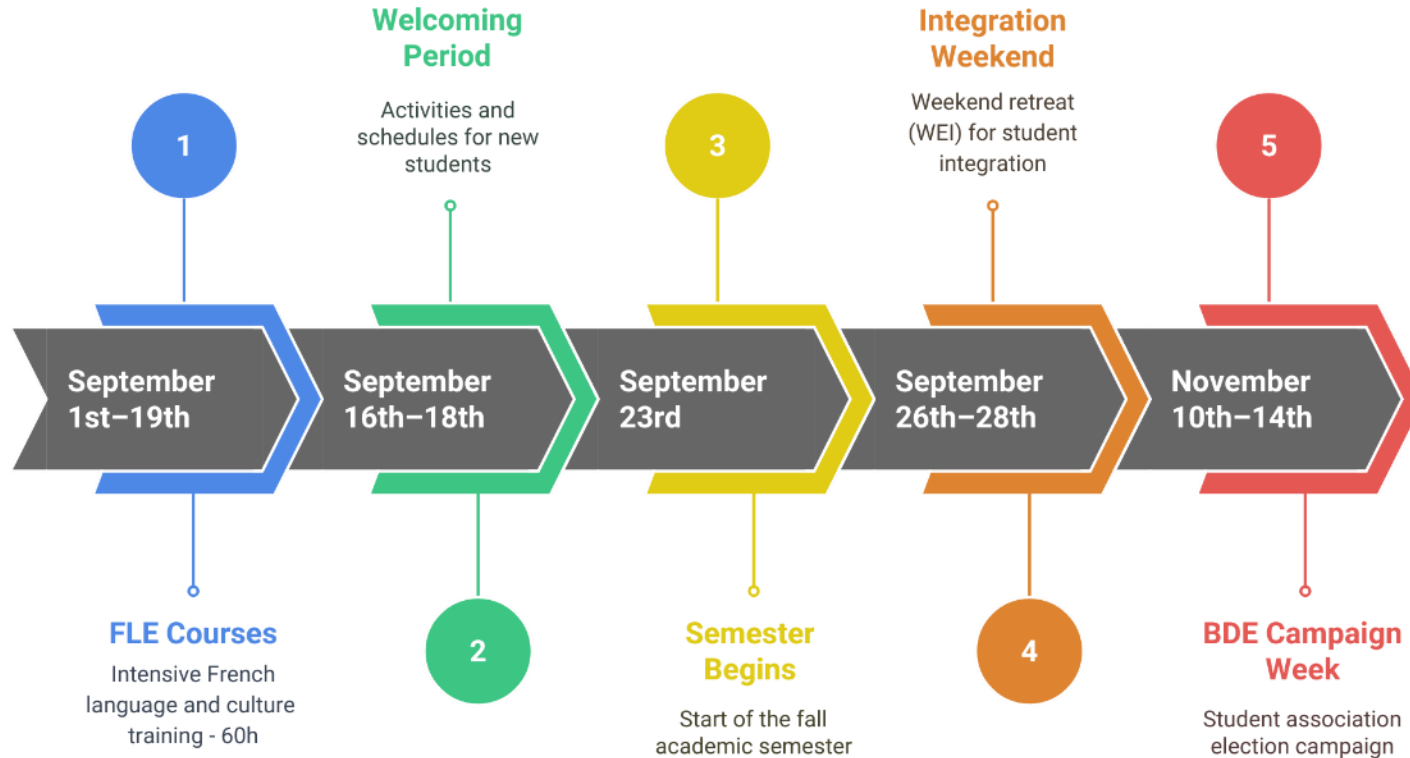 Welcoming
Period
Activities and
schedules for new
students
Integration
Weekend
Weekend retreat
(WEI) for student
integration
1
3
5
September
1st–19th
September
16th–18th
September
23rd
September
26th–28th
November
10th–14th
FLE Courses
Intensive French
language and culture
training - 60h
2
Semester
Begins
Start of the fall
academic semester
4
BDE Campaign
Week
Student association
election campaign